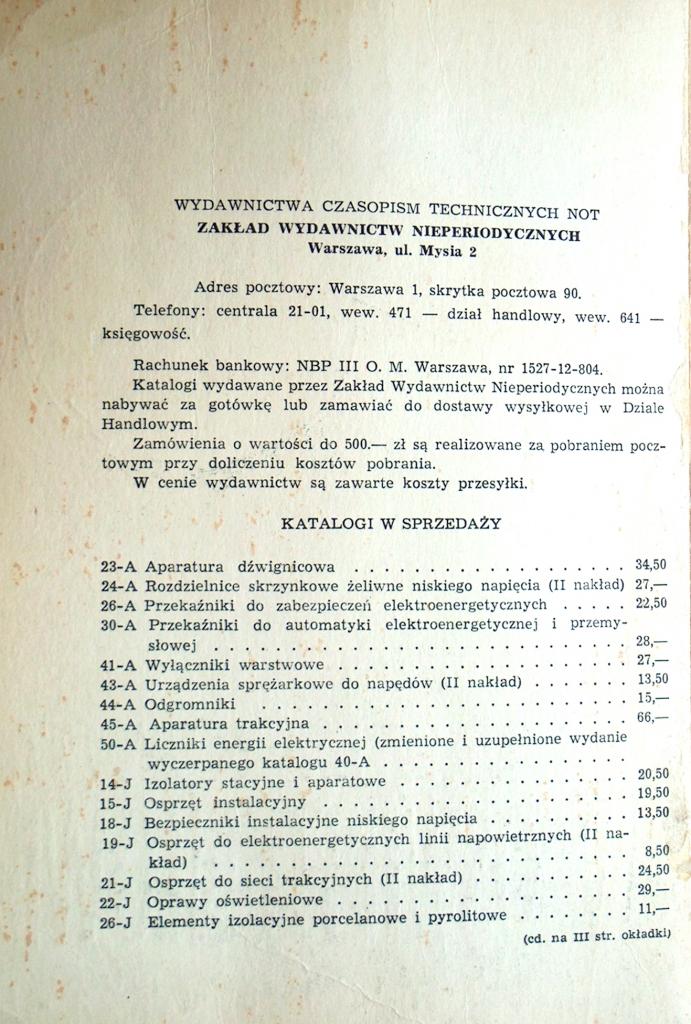 WYDAWNICTWA CZASOPISM TECHNICZNYCH NOT
ZAKŁAD WYDAWNICTW NIEPERIODYCZNYCH
Warszawa, ul. Mysia 2
Adres pocztowy: Warszawa 1, skrytka pocztowa 90.
Telefony: centrala 21-01, wew. 471 — dział handlowy, wew. 641 —
księgowość.
Rachunek bankowy: NBP III O. M. Warszawa, nr 1527-12-804.
Katalogi wydawane przez Zakład Wydawnictw Nieperiodycznych można
nabywać za gotówkę lub zamawiać do dostawy wysyłkowej w Dziale
Handlowym.
Zamówienia o wartości do 500.— zł są realizowane za pobraniem pocz-
towym przy doliczeniu kosztów pobrania.
W cenie wydawnictw są zawarte koszty przesyłki.
KATALOGI W SPRZEDAŻY
23-A Aparatura dźwignicowa . . . . . . . . . . . . . . . . . . . 34,50
24-A Rozdzielnice skrzynkowe żeliwne niskiego napięcia (II nakład) 27,—
26-A Przekaźniki do zabezpieczeń elektroenergetycznych . . . . . 22,50
30-A Przekaźniki do automatyki elektroenergetycznej i przemy-
słowej . . . . . . . . . . . . . . . . . . . . . . . . . . . . . 28,—
41-A Wyłączniki warstwowe . . . . . . . . . . . . . . . . . . . . 27,—
43-A Urządzenia sprężarkowe do napędów (II nakład) . . . . . . . 13,50
44-A Odgromniki . . . . . . . . . . . . . . . . . . . . . . . . . 15,—
45-A Aparatura trakcyjna . . . . . . . . . . . . . . . . . . . . . 66,—
50-A Liczniki energii elektrycznej (zmienione i uzupełnione wydanie
wyczerpanego katalogu 40-A . . . . . . . . . . . . . . . . .
14-J Izolatory stacyjne i aparatowe . . . . . . . . . . . . . . . . 20,50
15-J Osprzęt instalacyjny . . . . . . . . . . . . . . . . . . . . . 19,50
18-J Bezpieczniki instalacyjne niskiego napięcia . . . . . . . . . . 13,50
19-J Osprzęt do elektroenergetycznych linii napowietrznych (II na-
kład) . . . . . . . . . . . . . . . . . . . . . . . . . . . . . 8,50
21-J Osprzęt do sieci trakcyjnych (II nakład) . . . . . . . . . . . 24,50
22-J Oprawy oświetleniowe . . . . . . . . . . . . . . . . . . . . 29,—
26-J Elementy izolacyjne porcelanowe i pyrolitowe . . . . . . . . 11,—
(cd. na III str. okładki)